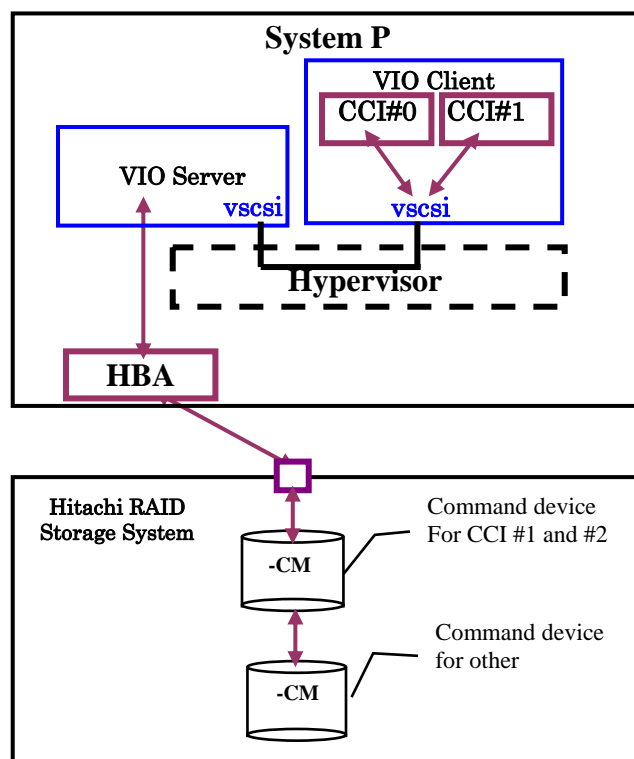 System P
VIO Client
CCI#0
CCI#1
VIO Server
vscsi
vscsi
Hypervisor
HBA
Hitachi RAID
Storage System
Command device
For CCI #1 and #2
-CM
Command device
for other
-CM